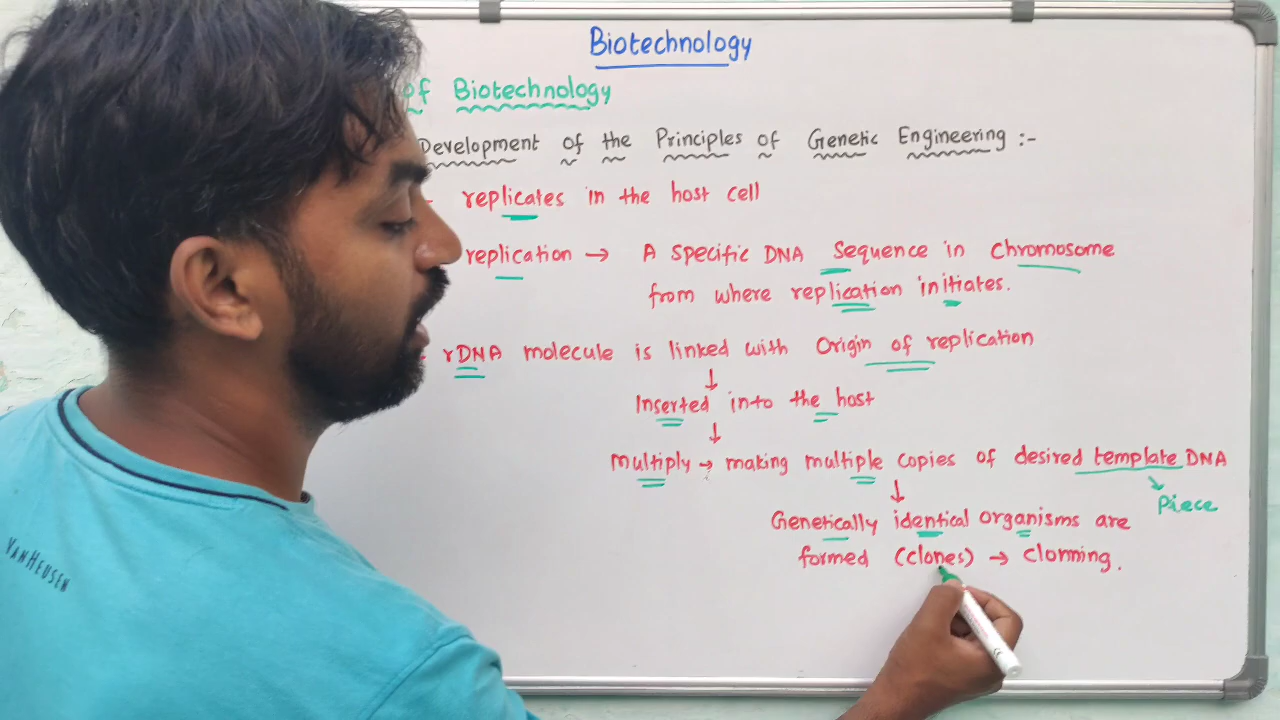 Biotechnology
of Biotechnology
Development of the Principles of Genetic Engineering :-
- replicates in the host cell
replication → A specific DNA Sequence in Chromosome
from where replication initiates.
rDNA molecule is linked with Origin of replication
↓
Inserted into the host
↓
Multiply → making multiple copies of desired template DNA
↓
Piece
Genetically identical organisms are
formed (clones) → clonning.
VANHEUSEN